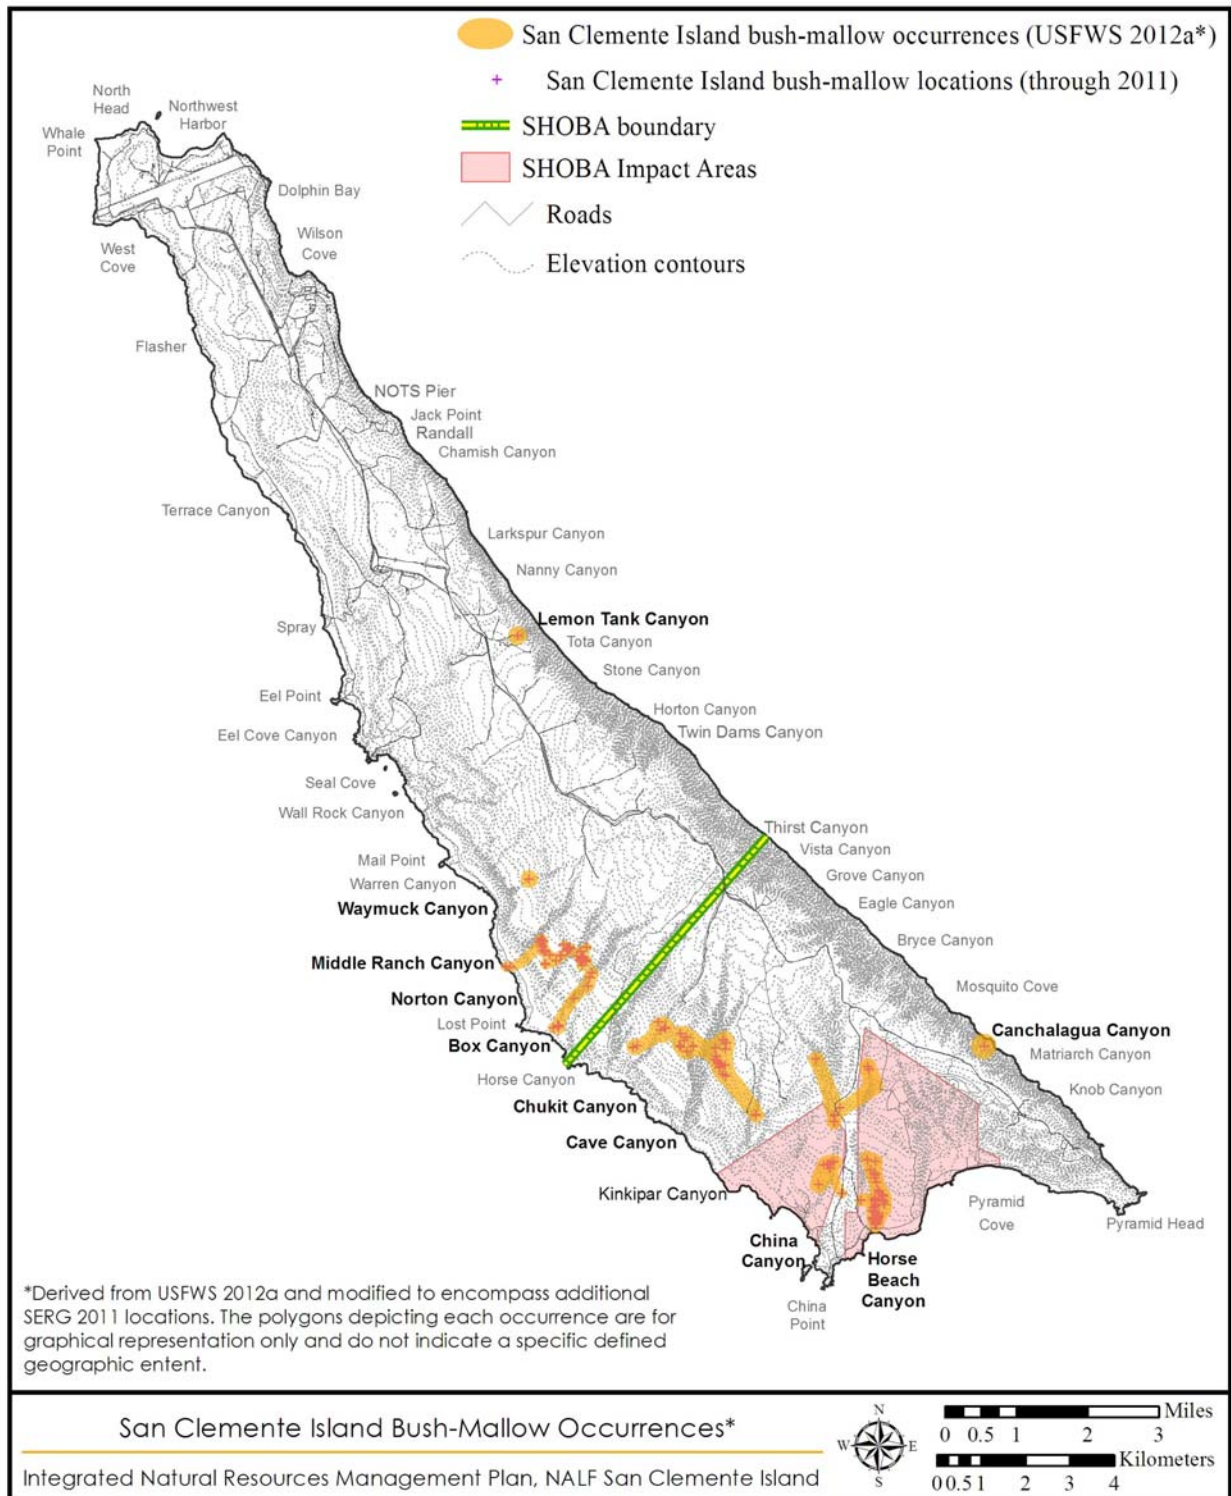 San Clemente Island bush-mallow occurrences (USFWS 2012a*)
San Clemente Island bush-mallow locations (through 2011)
SHOBA boundary
SHOBA Impact Areas
Roads
Elevation contours
North
Head
Northwest
Harbor
Whale
Point
Dolphin Bay
West
Cove
Wilson
Cove
Flasher
NOTS Pier
Jack Point
Randall
Chamish Canyon
Terrace Canyon
Larkspur Canyon
Nanny Canyon
Lemon Tank Canyon
Spray
Tota Canyon
Stone Canyon
Eel Point
Horton Canyon
Eel Cove Canyon
Twin Dams Canyon
Seal Cove
Wall Rock Canyon
Thirst Canyon
Vista Canyon
Mail Point
Grove Canyon
Warren Canyon
Eagle Canyon
Waymuck Canyon
Bryce Canyon
Middle Ranch Canyon
Mosquito Cove
Norton Canyon
Lost Point
Canchalagua Canyon
Box Canyon
Matriarch Canyon
Horse Canyon
Knob Canyon
Chukit Canyon
Cave Canyon
Kinkipar Canyon
Pyramid
Cove
Pyramid Head
China
Canyon
Horse
Beach
Canyon
China
Point
*Derived from USFWS 2012a and modified to encompass additional
SERG 2011 locations. The polygons depicting each occurrence are for
graphical representation only and do not indicate a specific defined
geographic entent.
San Clemente Island Bush-Mallow Occurrences*
Integrated Natural Resources Management Plan, NALF San Clemente Island
N
W E
S
Miles
0 0.5 1 2 3
Kilometers
0 0.5 1 2 3 4